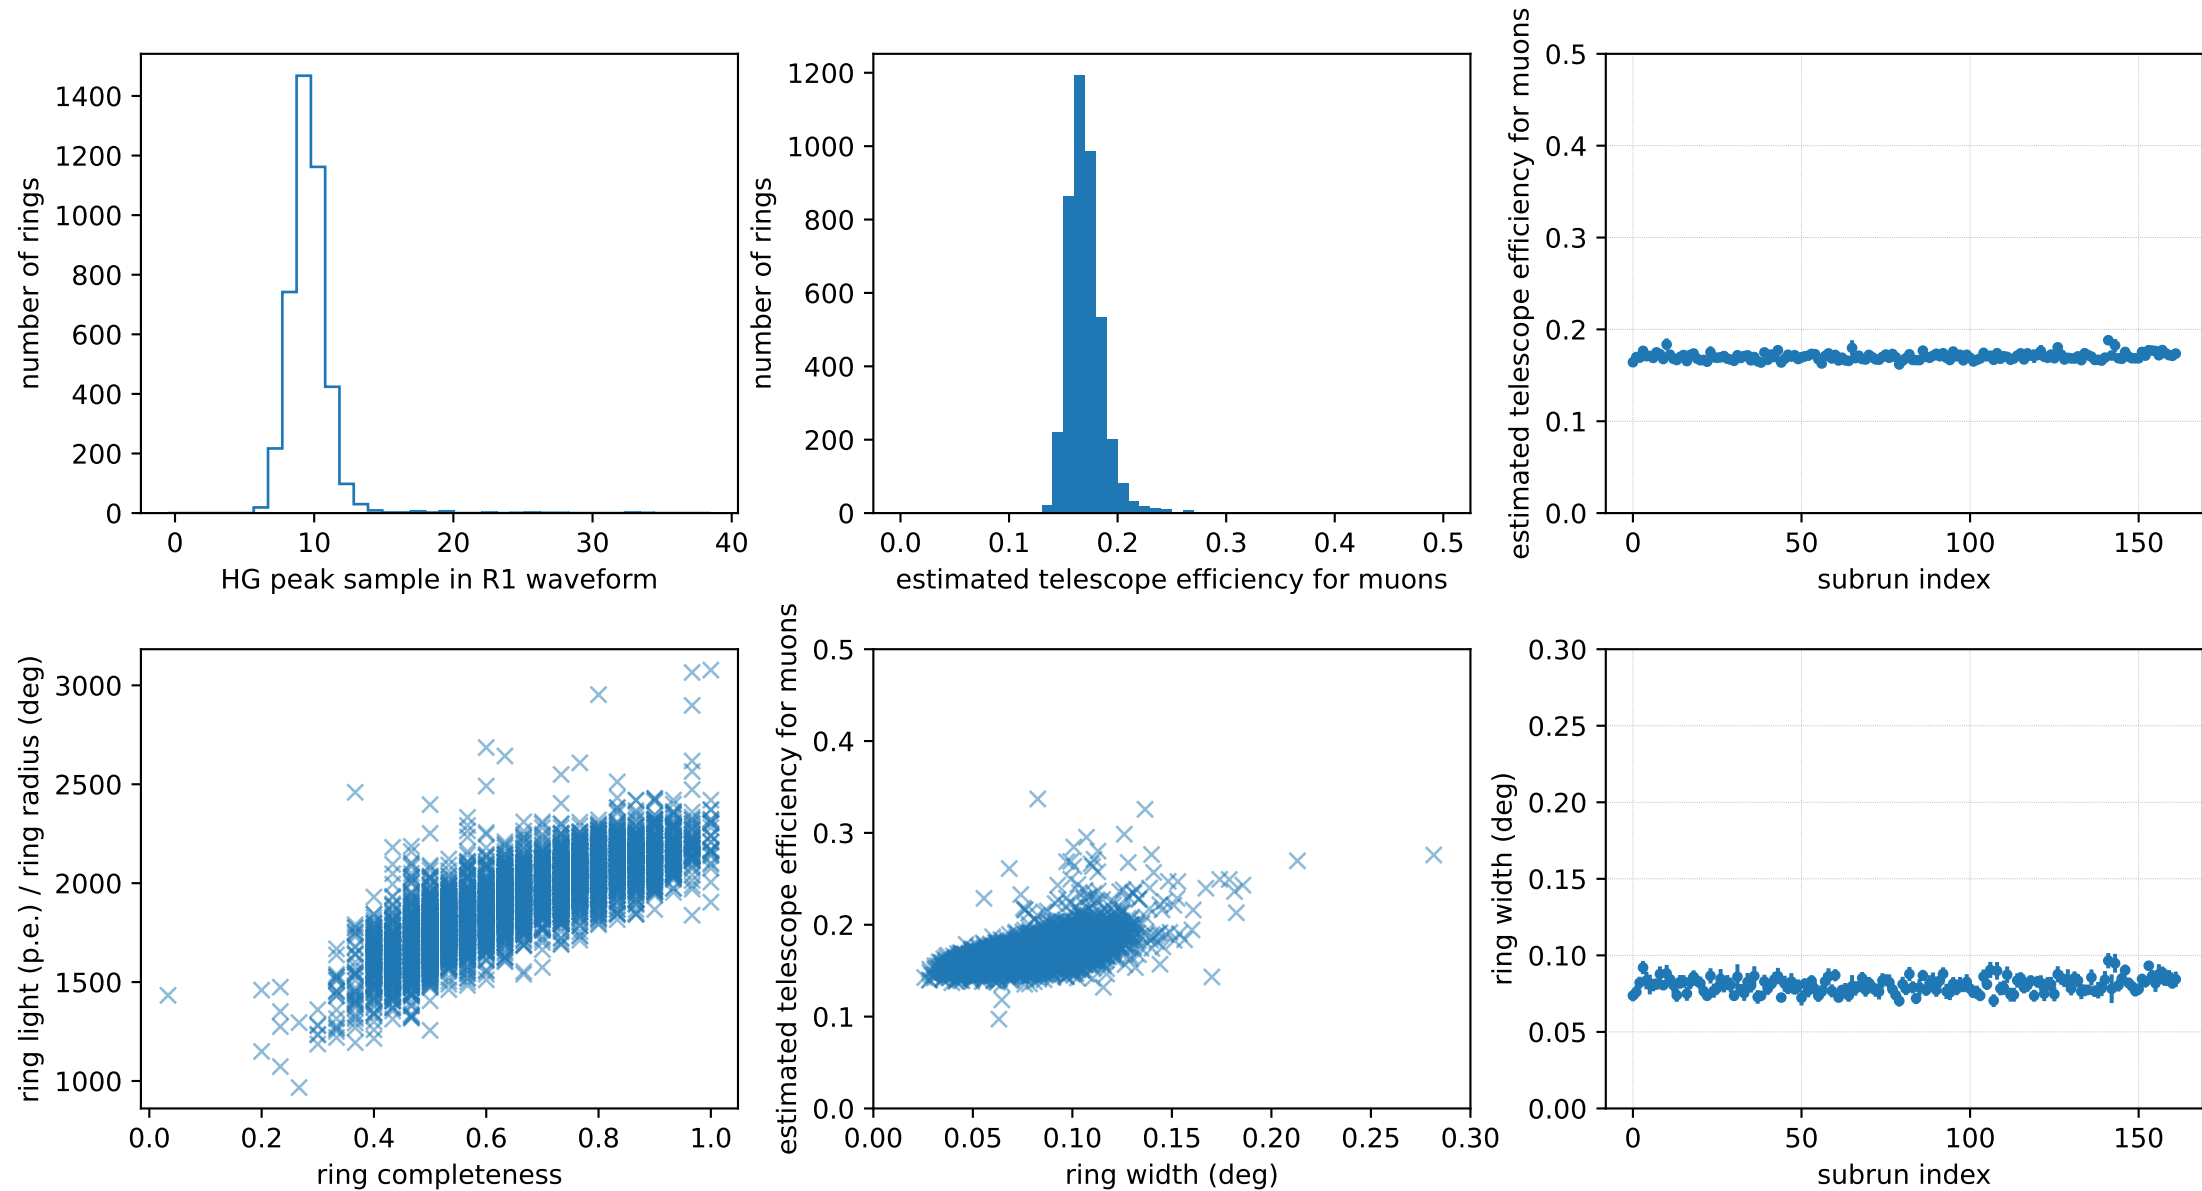 number of rings
1400
1200
1000
800
600
400
200
0
0 10 20 30 40
HG peak sample in R1 waveform
number of rings
1200
1000
800
600
400
200
0
0.0 0.1 0.2 0.3 0.4 0.5
estimated telescope efficiency for muons
estimated telescope efficiency for muons
0.5
0.4
0.3
0.2
0.1
0.0
0 50 100 150
subrun index
ring light (p.e.) / ring radius (deg)
3000
2500
2000
1500
1000
0.0 0.2 0.4 0.6 0.8 1.0
ring completeness
estimated telescope efficiency for muons
0.5
0.4
0.3
0.2
0.1
0.0
0.00 0.05 0.10 0.15 0.20 0.25 0.30
ring width (deg)
ring width (deg)
0.30
0.25
0.20
0.15
0.10
0.05
0.00
0 50 100 150
subrun index